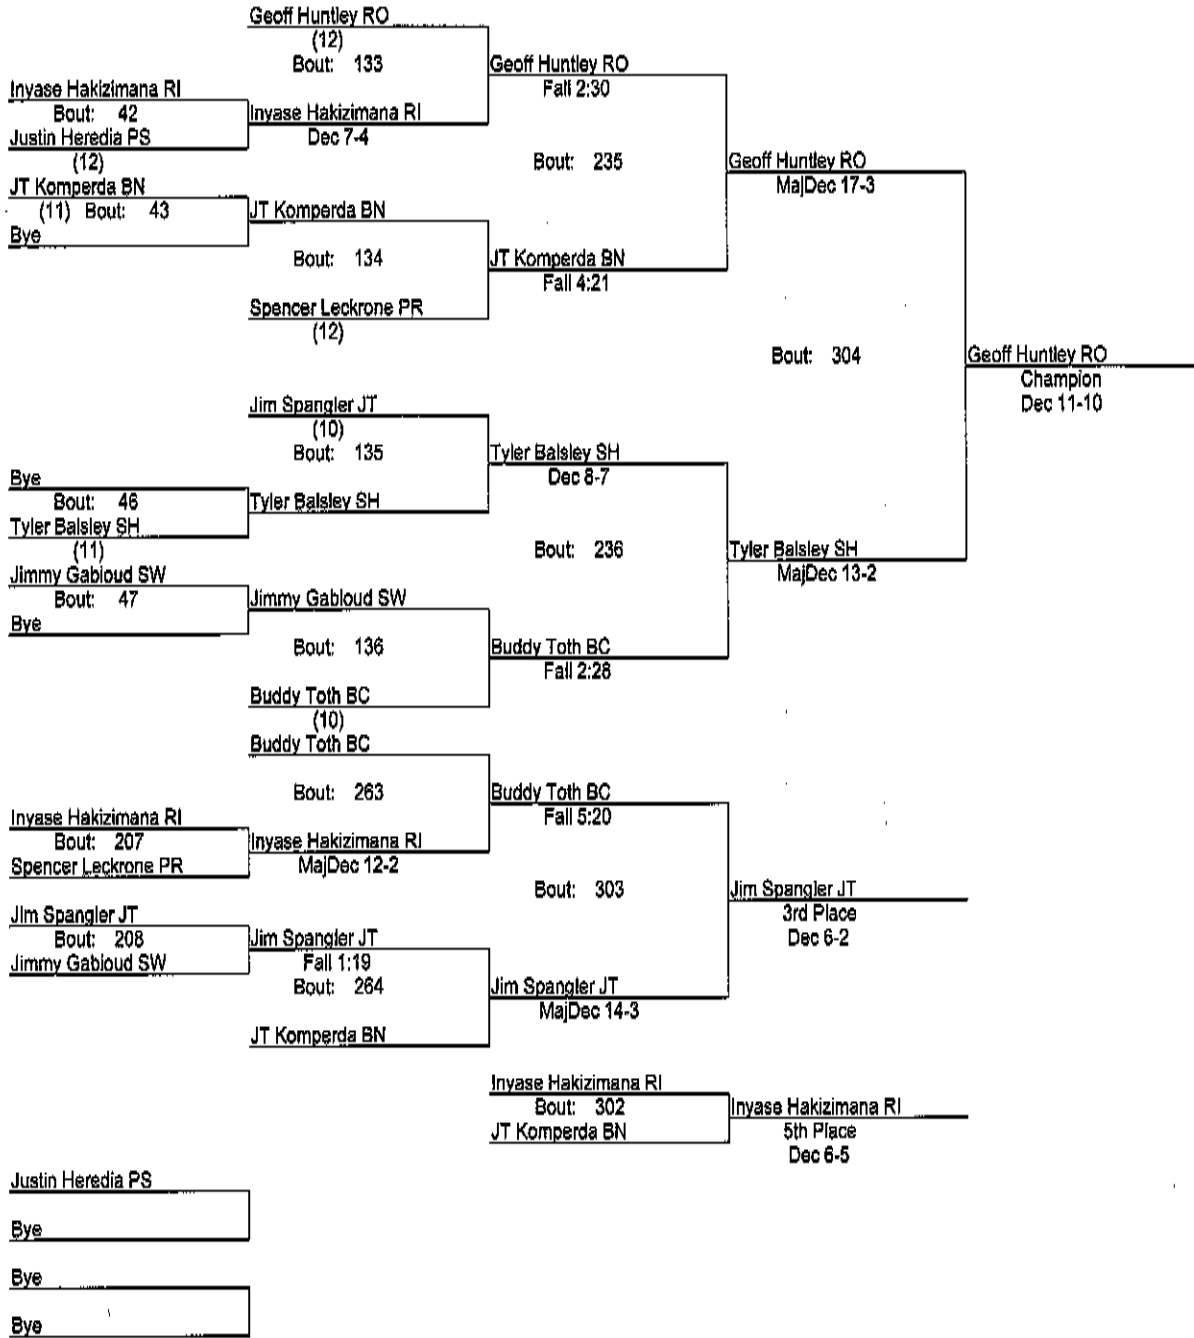 Geoff Huntley RO
(12)
Bout: 133
Geoff Huntley RO
Fall 2:30
Inyase Hakizimana RI
Bout: 42
Inyase Hakizimana RI
Dec 7-4
Justin Heredia PS
(12)
Bout: 235
Geoff Huntley RO
MajDec 17-3
JT Komperda BN
(11) Bout: 43
JT Komperda BN
Bye
Bout: 134
JT Komperda BN
Fall 4:21
Spencer Leckrone PR
(12)
Bout: 304
Geoff Huntley RO
Champion
Dec 11-10
Jim Spangler JT
(10)
Bout: 135
Tyler Balsley SH
Dec 8-7
Bye
Bout: 46
Tyler Balsley SH
Tyler Balsley SH
(11)
Bout: 236
Tyler Balsley SH
MajDec 13-2
Jimmy Gabloud SW
Bout: 47
Jimmy Gabloud SW
Bye
Bout: 136
Buddy Toth BC
Fall 2:28
Buddy Toth BC
(10)
Buddy Toth BC
Bout: 263
Buddy Toth BC
Fall 5:20
Inyase Hakizimana RI
Bout: 207
Inyase Hakizimana RI
MajDec 12-2
Spencer Leckrone PR
Bout: 303
Jim Spangler JT
3rd Place
Dec 6-2
Jim Spangler JT
Bout: 208
Jim Spangler JT
Fall 1:19
Jimmy Gabloud SW
Bout: 264
Jim Spangler JT
MajDec 14-3
JT Komperda BN
Inyase Hakizimana RI
Bout: 302
Inyase Hakizimana RI
5th Place
Dec 6-5
JT Komperda BN
Justin Heredia PS
Bye
Bye
Bye